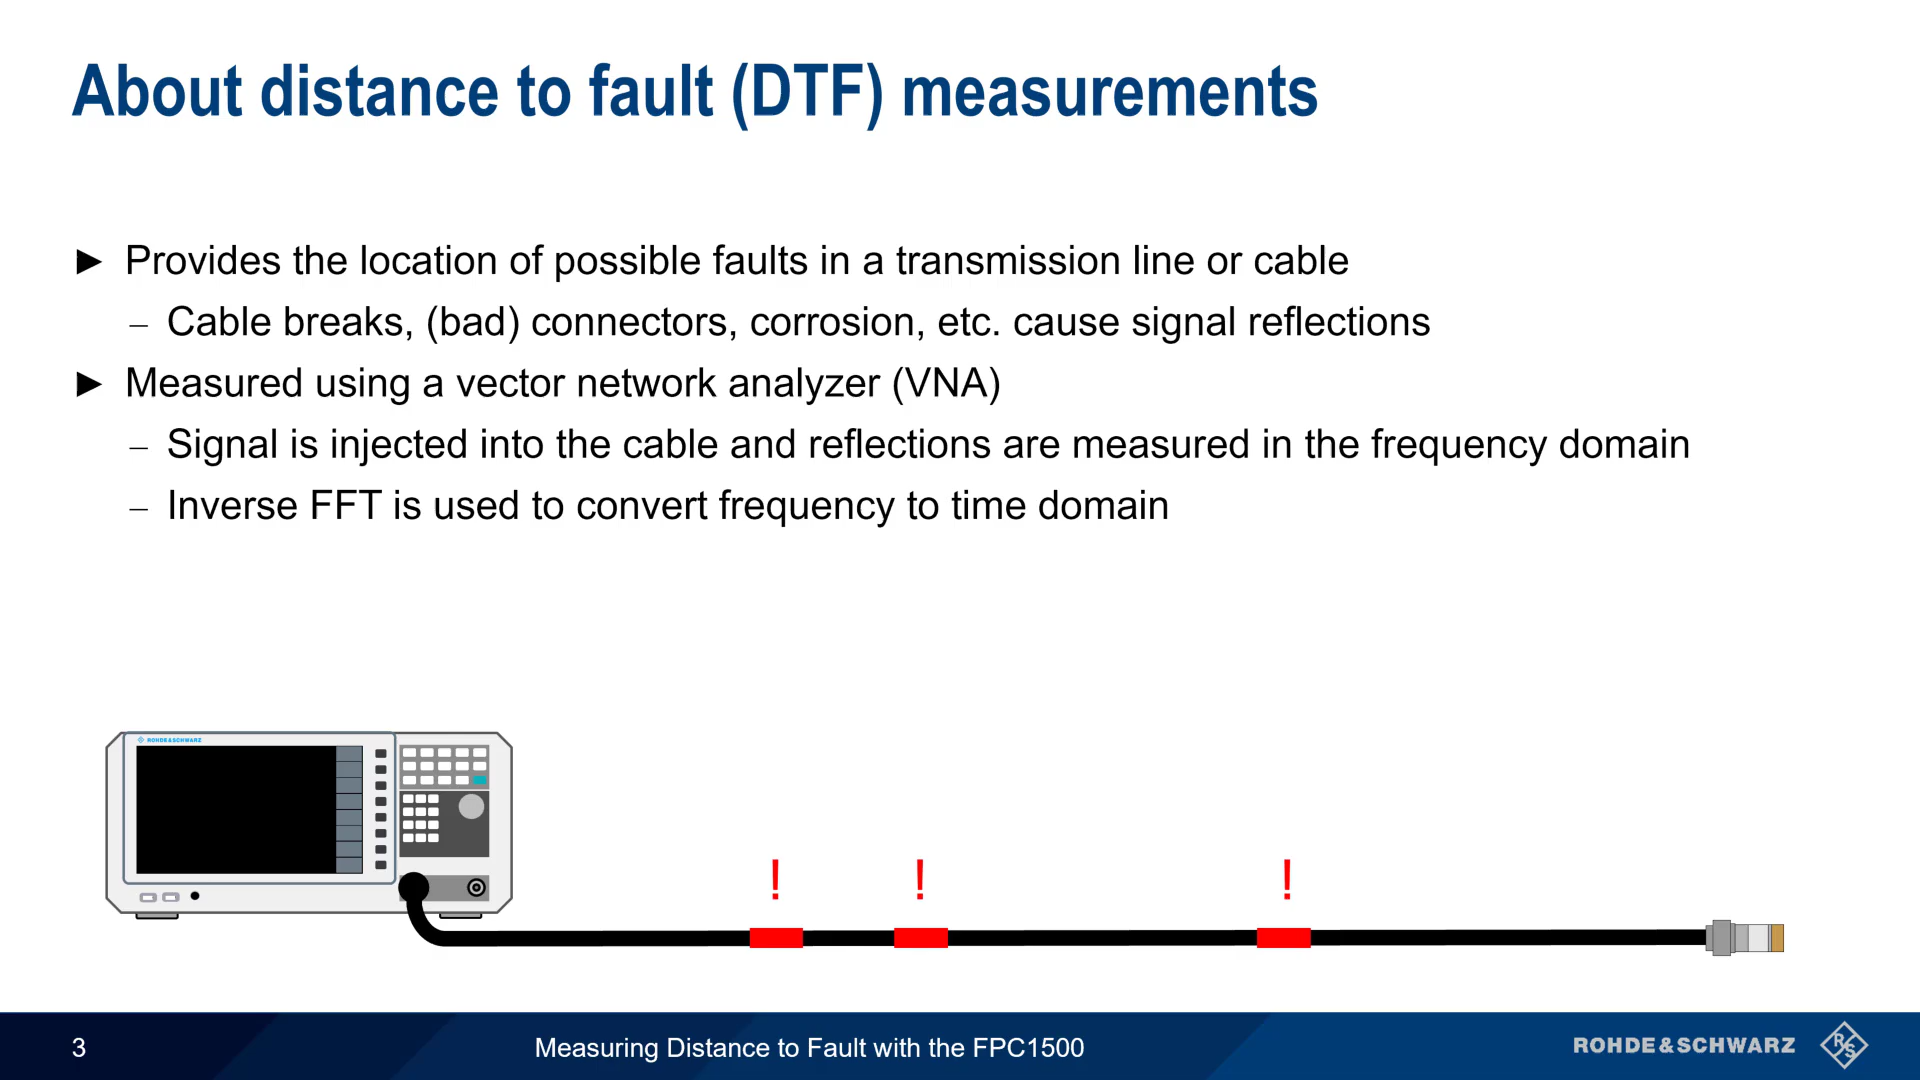 About distance to fault (DTF) measurements
► Provides the location of possible faults in a transmission line or cable
– Cable breaks, (bad) connectors, corrosion, etc. cause signal reflections
► Measured using a vector network analyzer (VNA)
– Signal is injected into the cable and reflections are measured in the frequency domain
– Inverse FFT is used to convert frequency to time domain
ROHDE&SCHWARZ
! ! !
3 Measuring Distance to Fault with the FPC1500 ROHDE&SCHWARZ R&S